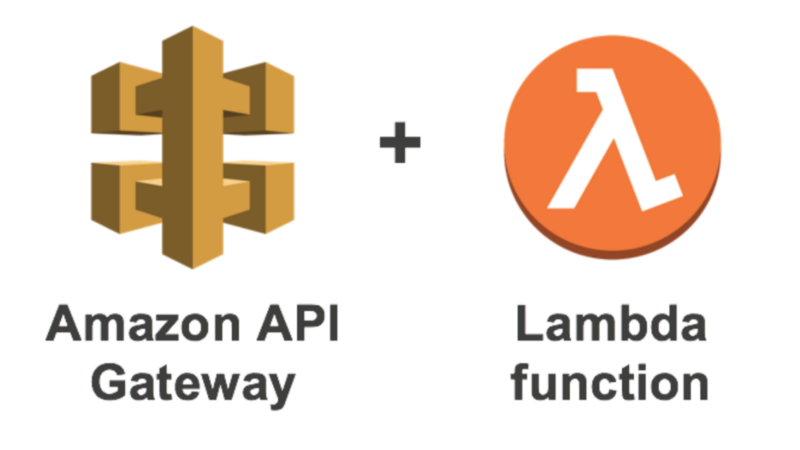 +
λ
Amazon API
Gateway
Lambda
function